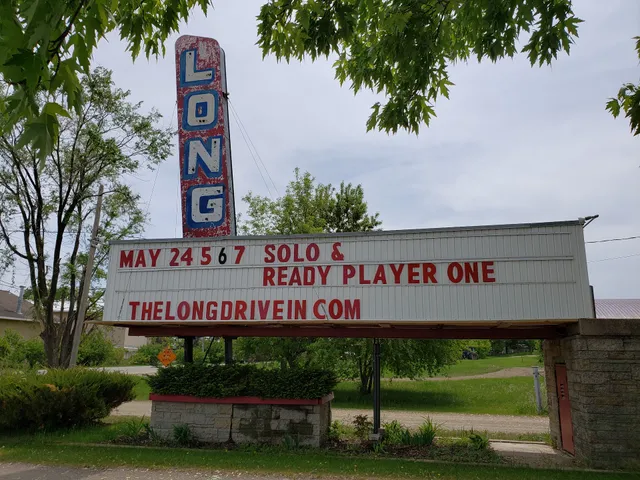 LONG
MAY 24 5 6 7 SOLO &
READY PLAYER ONE
THELONGDRIVEIN COM